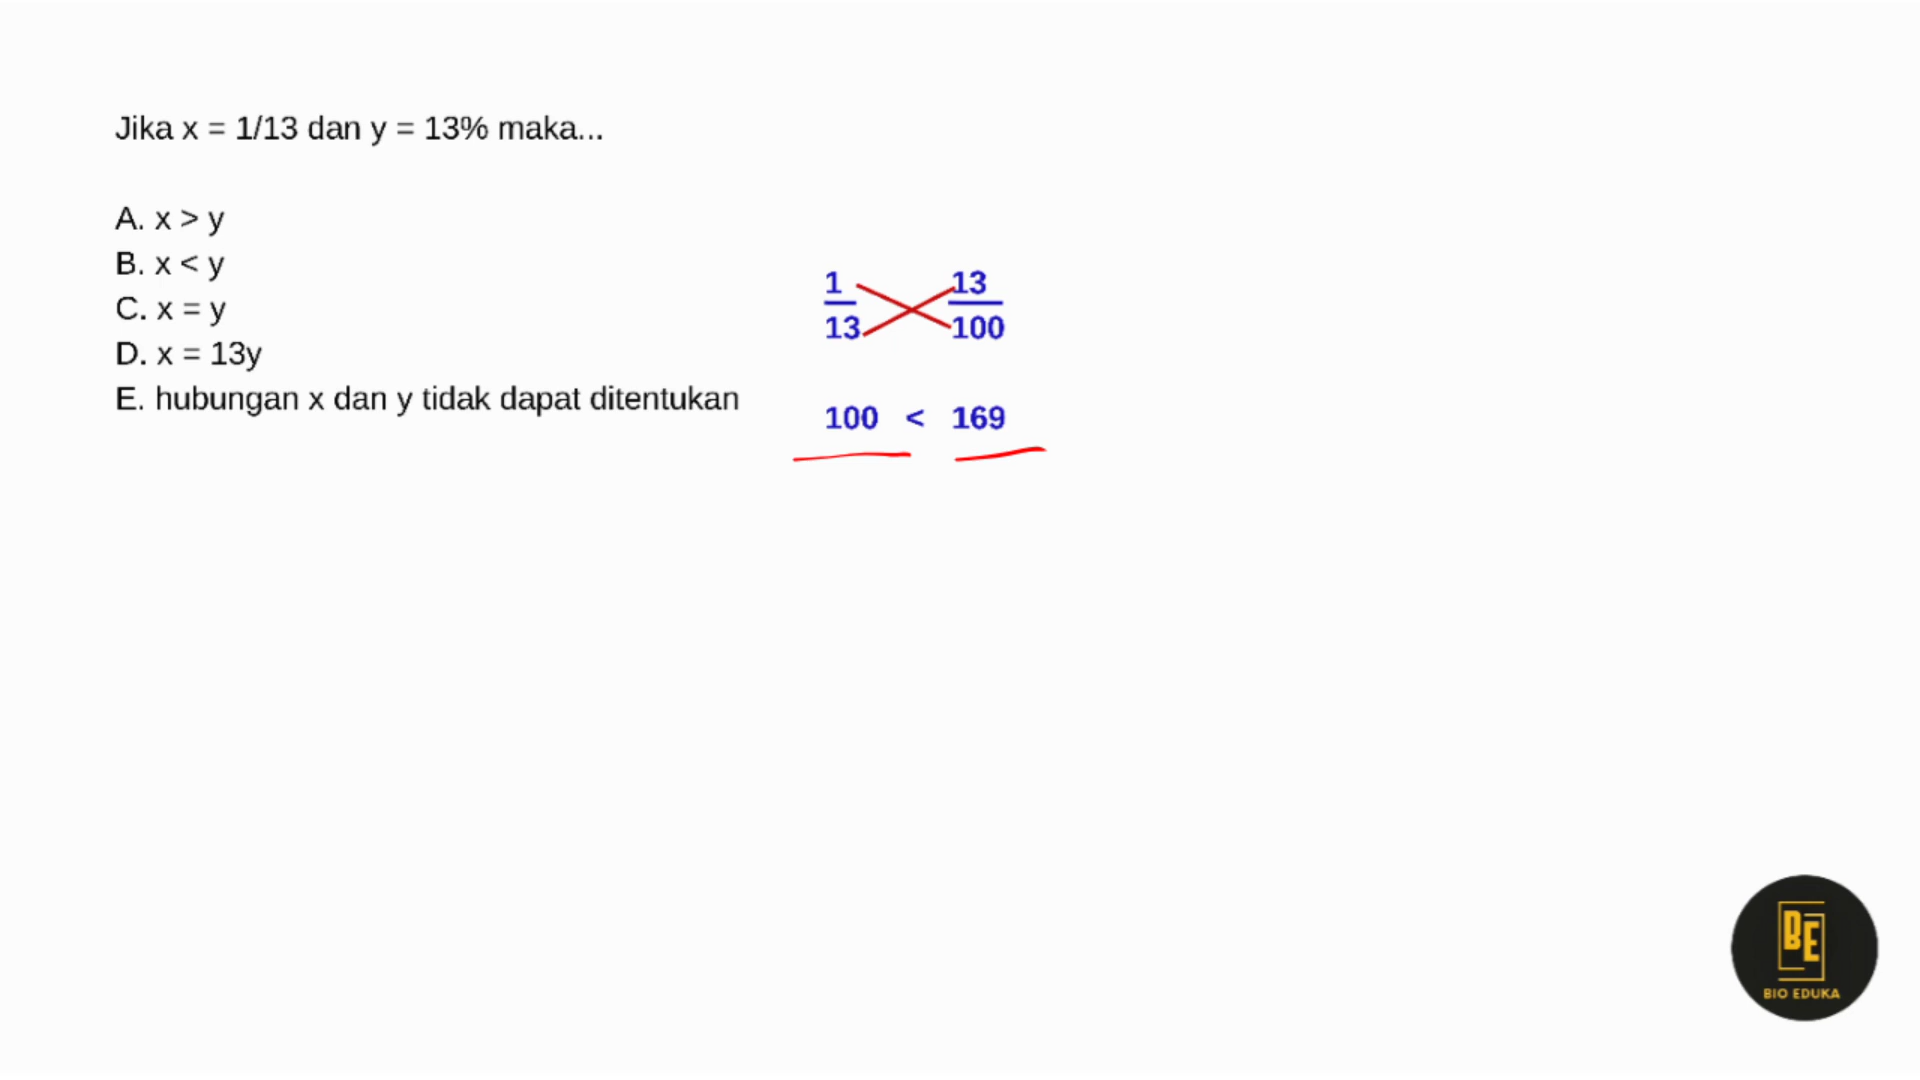 Jika x = 1/13 dan y = 13% maka...
A. x > y
B. x < y
C. x = y
D. x = 13y
E. hubungan x dan y tidak dapat ditentukan
1 13
13 100
100 < 169
BE
BIO EDUKA